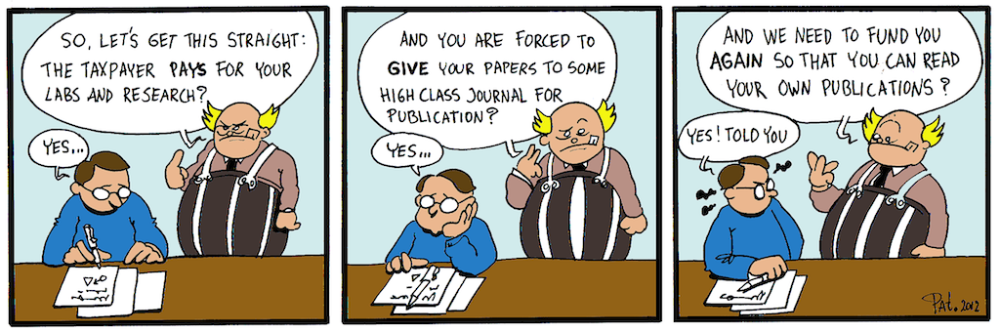 SO, LET'S GET THIS STRAIGHT:
THE TAXPAYER PAYS FOR YOUR
LABS AND RESEARCH?
YES...
AND YOU ARE FORCED TO
GIVE YOUR PAPERS TO SOME
HIGH CLASS JOURNAL FOR
PUBLICATION?
YES...
AND WE NEED TO FUND YOU
AGAIN SO THAT YOU CAN READ
YOUR OWN PUBLICATIONS?
YES! TOLD YOU
Pat. 2012